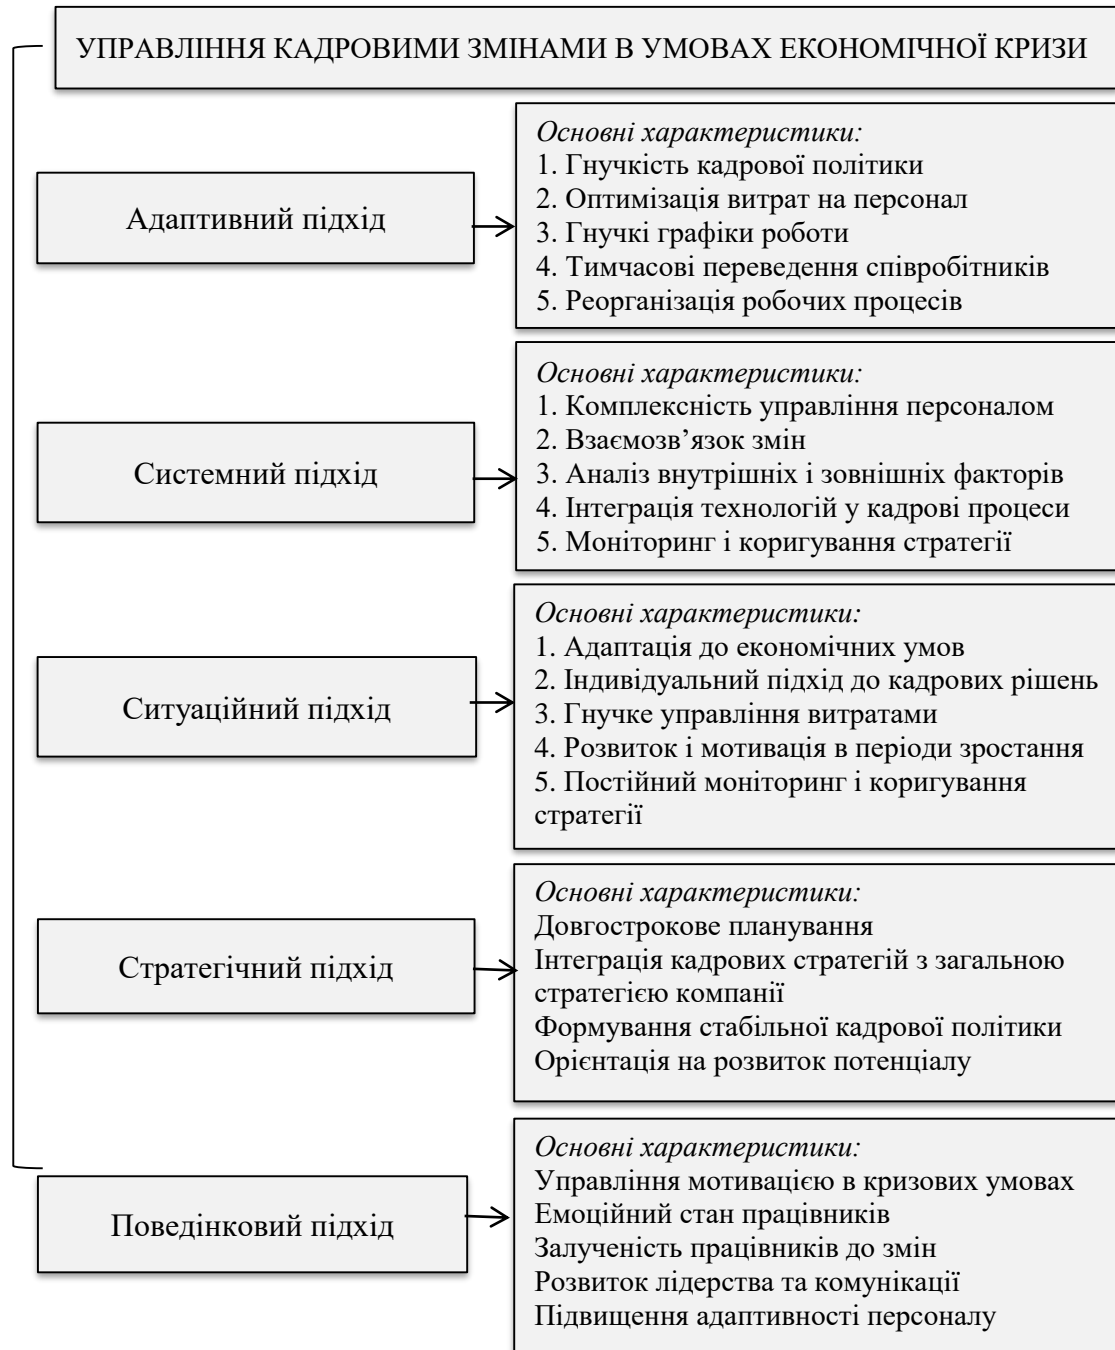 УПРАВЛІННЯ КАДРОВИМИ ЗМІНАМИ В УМОВАХ ЕКОНОМІЧНОЇ КРИЗИ
Адаптивний підхід
Основні характеристики:
1. Гнучкість кадрової політики
2. Оптимізація витрат на персонал
3. Гнучкі графіки роботи
4. Тимчасові переведення співробітників
5. Реорганізація робочих процесів
Системний підхід
Основні характеристики:
1. Комплексність управління персоналом
2. Взаємозв’язок змін
3. Аналіз внутрішніх і зовнішніх факторів
4. Інтеграція технологій у кадрові процеси
5. Моніторинг і коригування стратегії
Ситуаційний підхід
Основні характеристики:
1. Адаптація до економічних умов
2. Індивідуальний підхід до кадрових рішень
3. Гнучке управління витратами
4. Розвиток і мотивація в періоди зростання
5. Постійний моніторинг і коригування
стратегії
Стратегічний підхід
Основні характеристики:
Довгострокове планування
Інтеграція кадрових стратегій з загальною
стратегією компанії
Формування стабільної кадрової політики
Орієнтація на розвиток потенціалу
Поведінковий підхід
Основні характеристики:
Управління мотивацією в кризових умовах
Емоційний стан працівників
Залученість працівників до змін
Розвиток лідерства та комунікації
Підвищення адаптивності персоналу